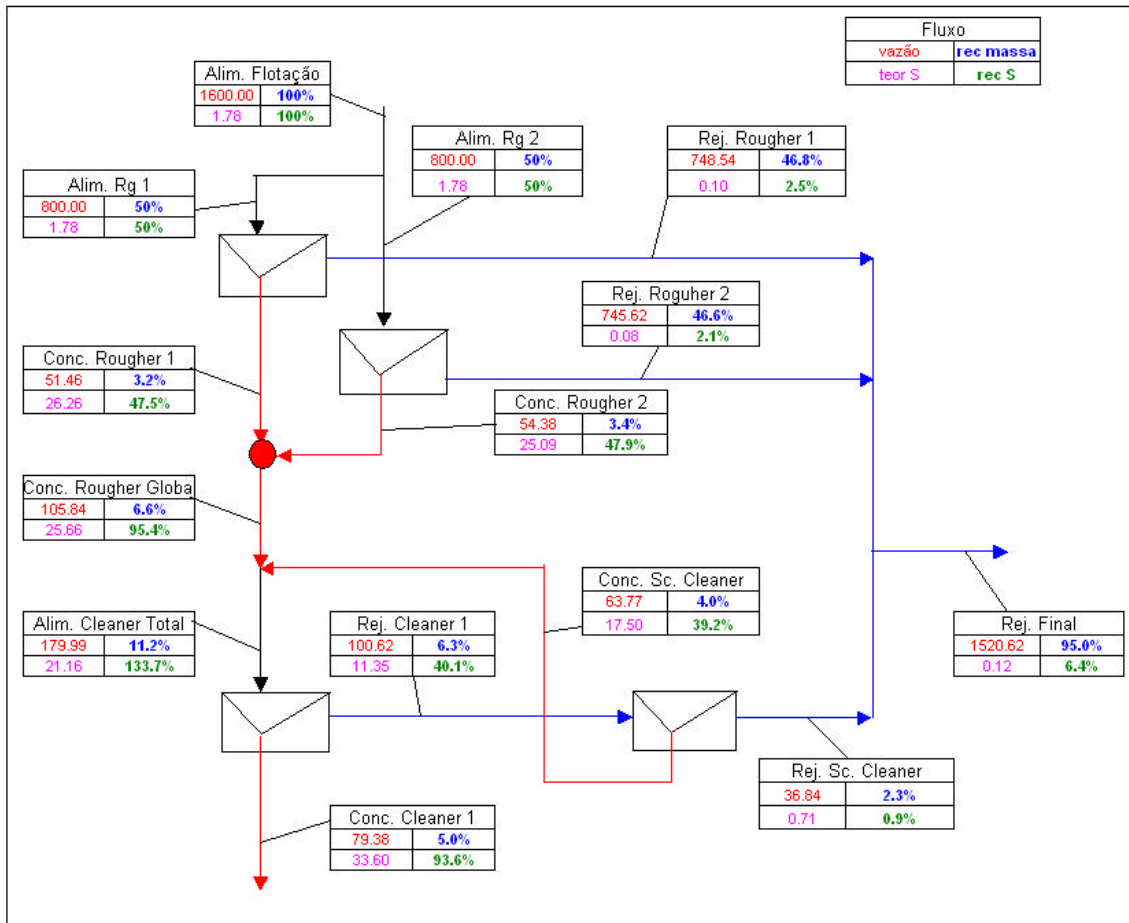 Fluxo
vazão rec massa
teor S rec S
Alim. Flotação
1600.00 100%
1.78 100%
Alim. Rg 2
800.00 50%
1.78 50%
Rej. Rougher 1
748.54 46.8%
0.10 2.5%
Alim. Rg 1
800.00 50%
1.78 50%
Rej. Roguher 2
745.62 46.6%
0.08 2.1%
Conc. Rougher 1
51.46 3.2%
26.26 47.5%
Conc. Rougher 2
54.38 3.4%
25.09 47.9%
Conc. Rougher Globa
105.84 6.6%
25.66 95.4%
Conc. Sc. Cleaner
63.77 4.0%
17.50 39.2%
Alim. Cleaner Total
179.99 11.2%
21.16 133.7%
Rej. Cleaner 1
100.62 6.3%
11.35 40.1%
Rej. Final
1520.62 95.0%
0.12 6.4%
Rej. Sc. Cleaner
36.84 2.3%
0.71 0.9%
Conc. Cleaner 1
79.38 5.0%
33.60 93.6%